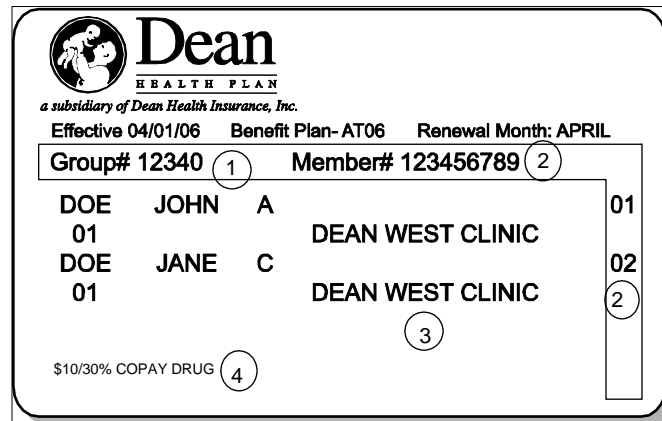 Dean
HEALTH PLAN
a subsidiary of Dean Health Insurance, Inc.
Effective 04/01/06 Benefit Plan- AT06 Renewal Month: APRIL
Group# 12340 1 Member# 123456789 2
DOE JOHN A 01
01 DEAN WEST CLINIC
DOE JANE C 02
01 DEAN WEST CLINIC 2
3
$10/30% COPAY DRUG 4